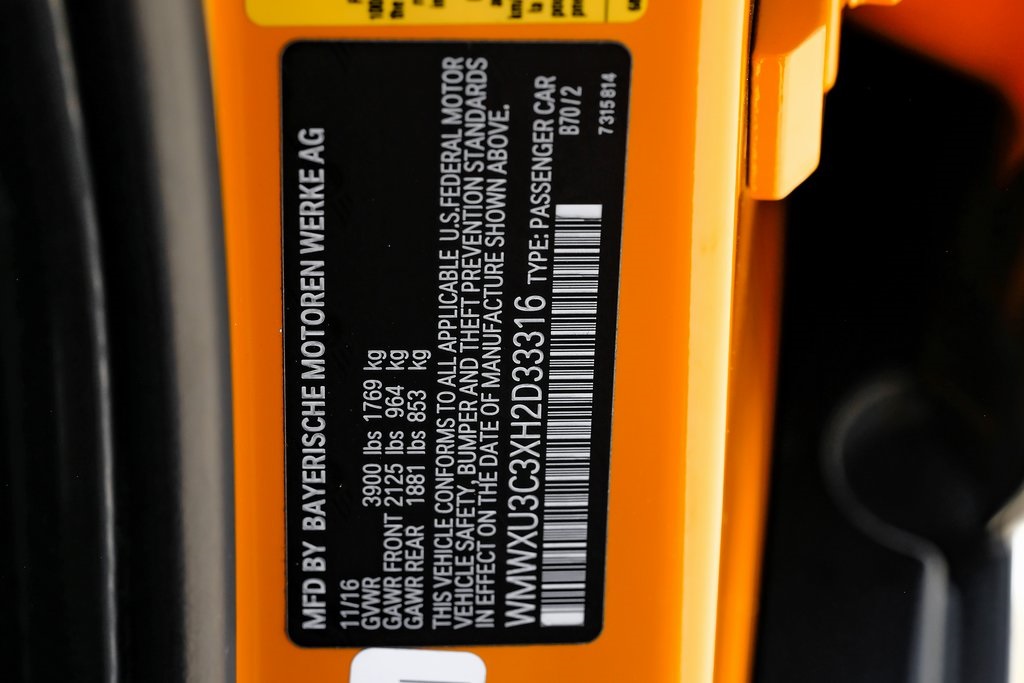 MFD BY BAYERISCHE MOTOREN WERKE AG
11/16
GVWR 3900 lbs 1769 kg
GAWR FRONT 2125 lbs 964 kg
GAWR REAR 1881 lbs 853 kg
THIS VEHICLE CONFORMS TO ALL APPLICABLE U.S.FEDERAL MOTOR
VEHICLE SAFETY, BUMPER AND THEFT PREVENTION STANDARDS
IN EFFECT ON THE DATE OF MANUFACTURE SHOWN ABOVE.
WMWXU3C3XH2D33316 TYPE: PASSENGER CAR
B70/2
7315814